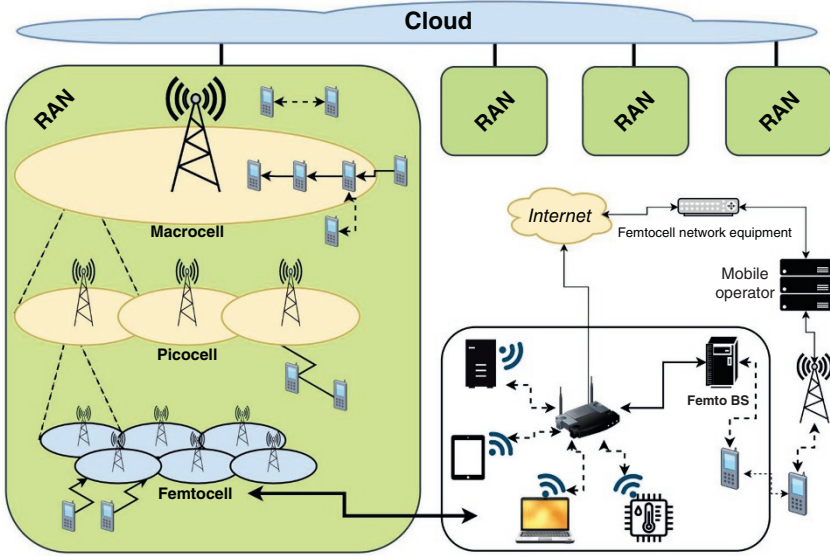 Cloud
RAN
RAN
RAN
RAN
Macrocell
Internet
Femtocell network equipment
Mobile
operator
Picocell
Femto BS
Femtocell